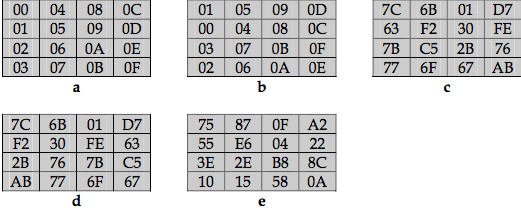 00 04 08 0C
01 05 09 0D
02 06 0A 0E
03 07 0B 0F
a
01 05 09 0D
00 04 08 0C
03 07 0B 0F
02 06 0A 0E
b
7C 6B 01 D7
63 F2 30 FE
7B C5 2B 76
77 6F 67 AB
c
7C 6B 01 D7
F2 30 FE 63
2B 76 7B C5
AB 77 6F 67
d
75 87 0F A2
55 E6 04 22
3E 2E B8 8C
10 15 58 0A
e